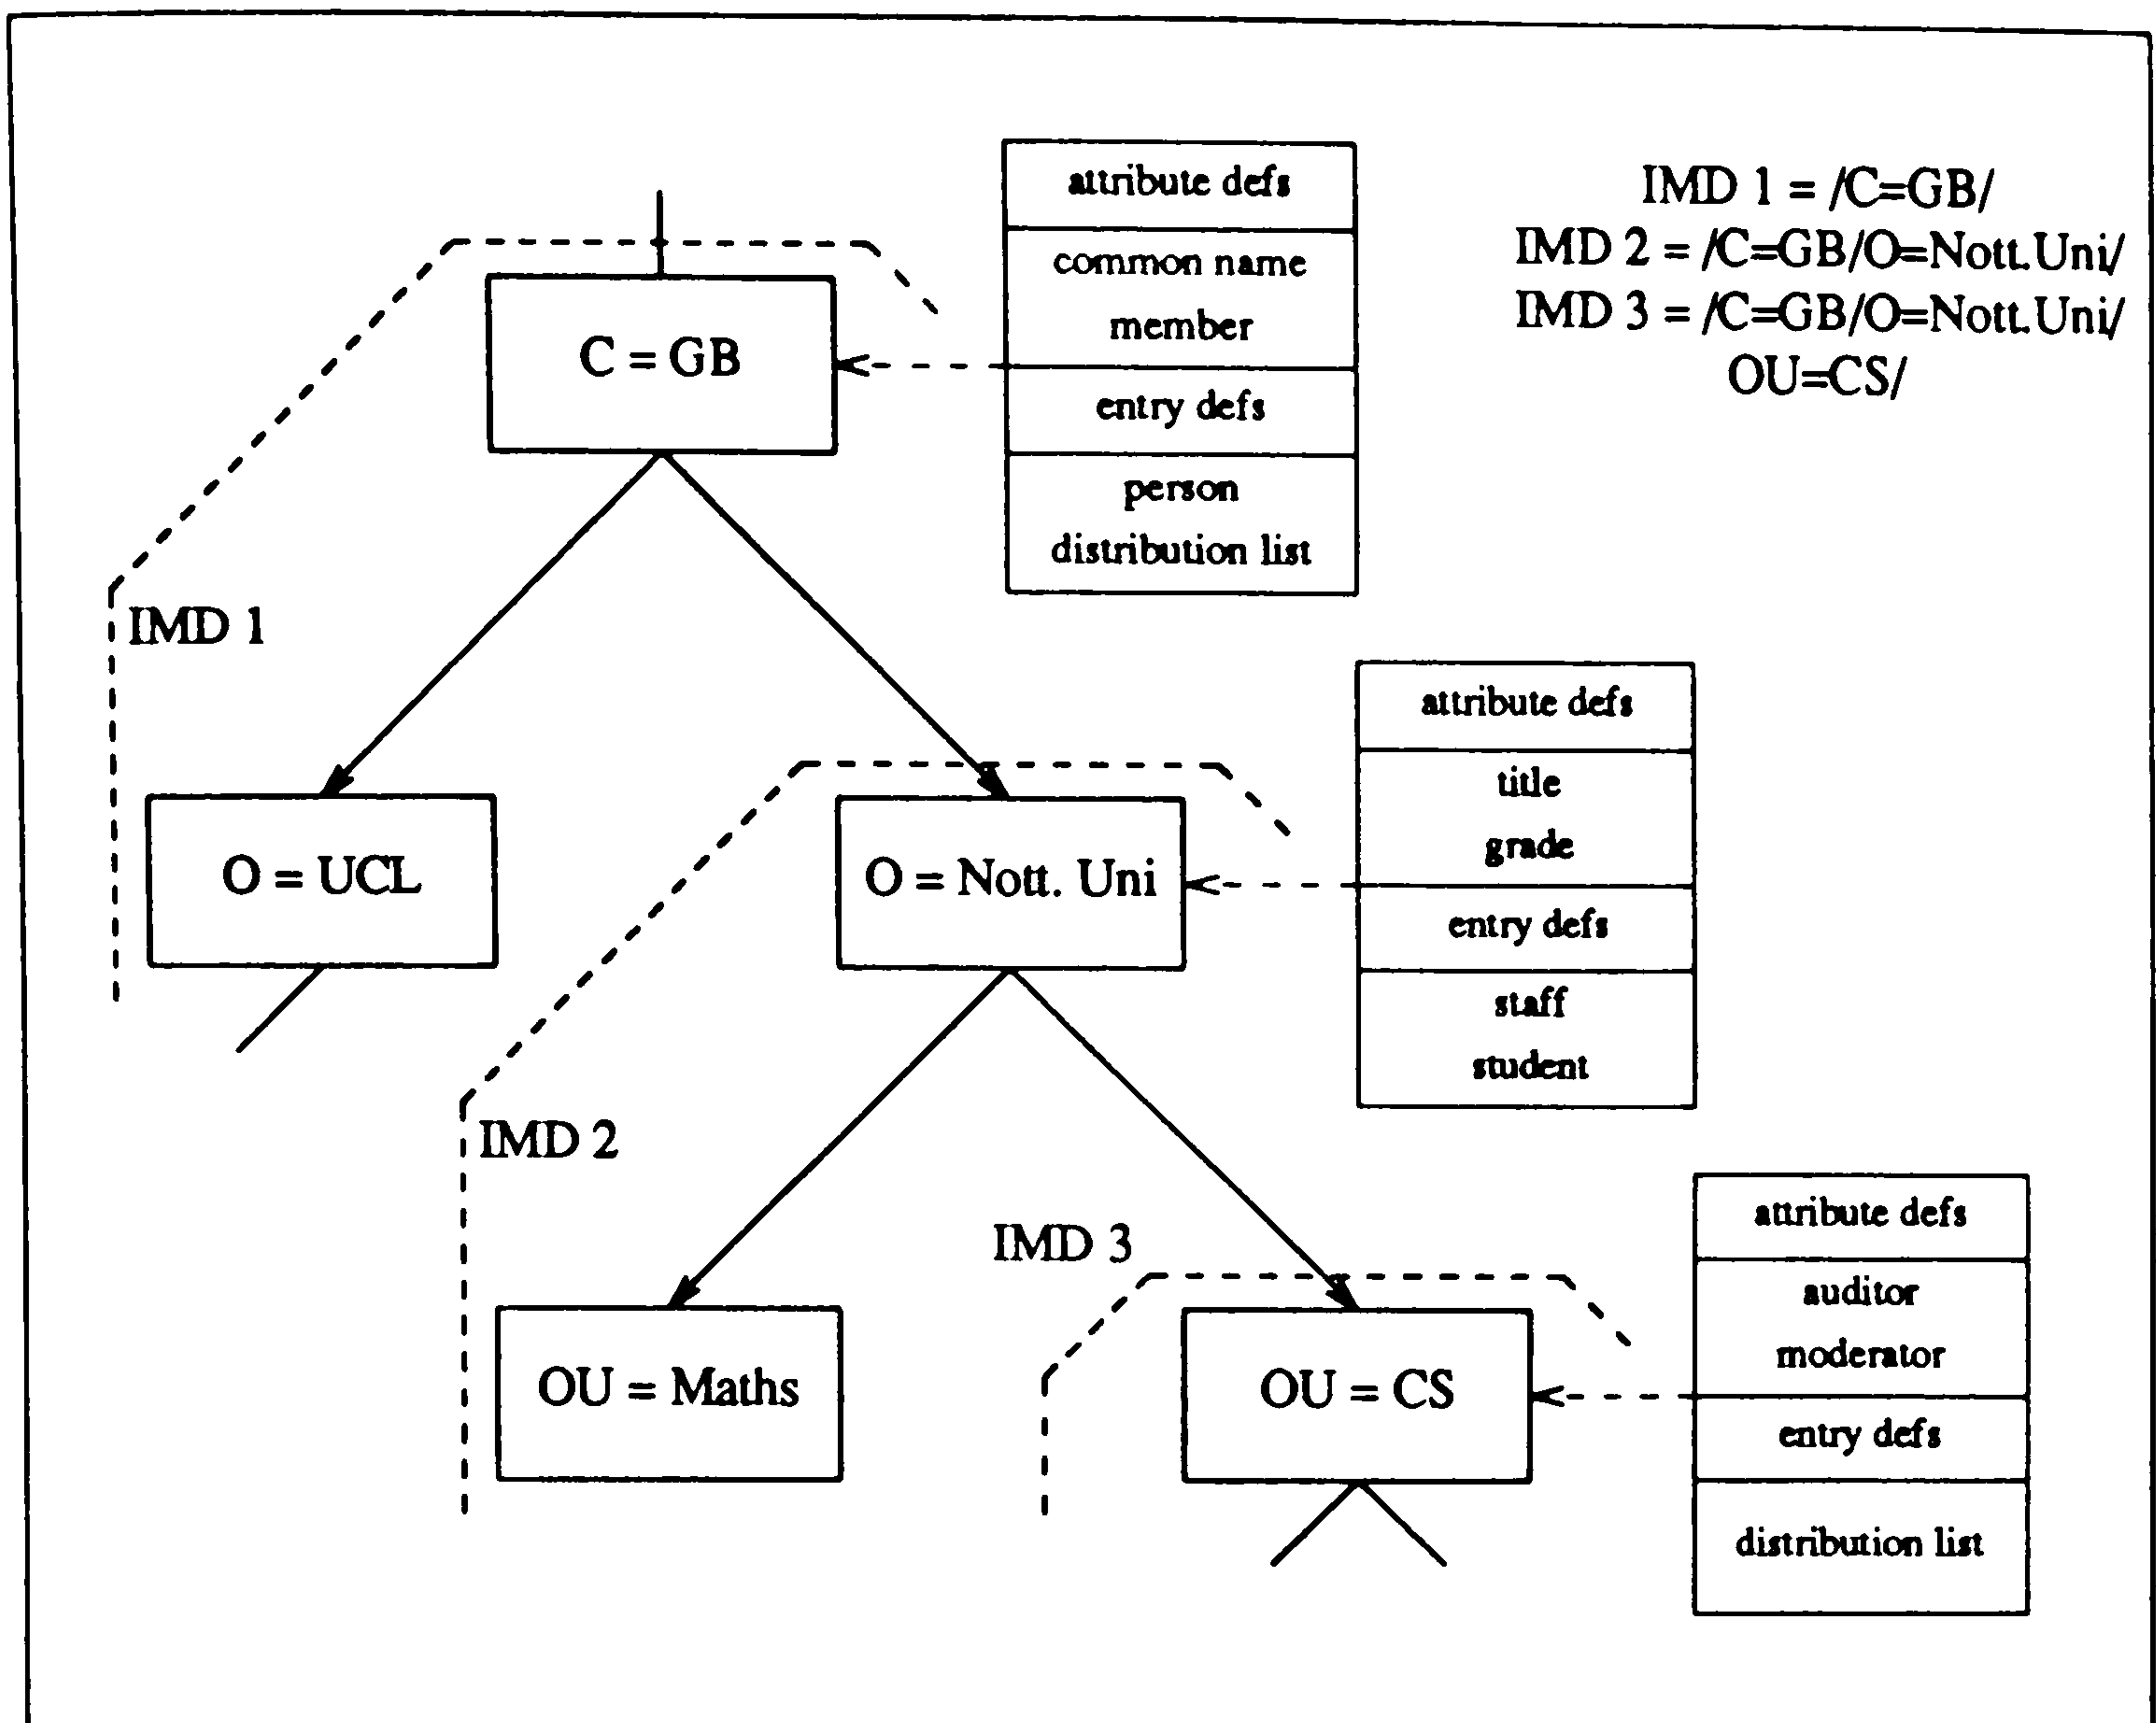 attribute defs
common name
member
entry defs
person
distribution list
IMD 1 = /C=GB/
IMD 2 = /C=GB/O=Nott.Uni/
IMD 3 = /C=GB/O=Nott.Uni/
OU=CS/
C = GB
IMD 1
O = UCL
O = Nott. Uni
attribute defs
title
grade
entry defs
staff
student
IMD 2
IMD 3
OU = Maths
OU = CS
attribute defs
auditor
moderator
entry defs
distribution list